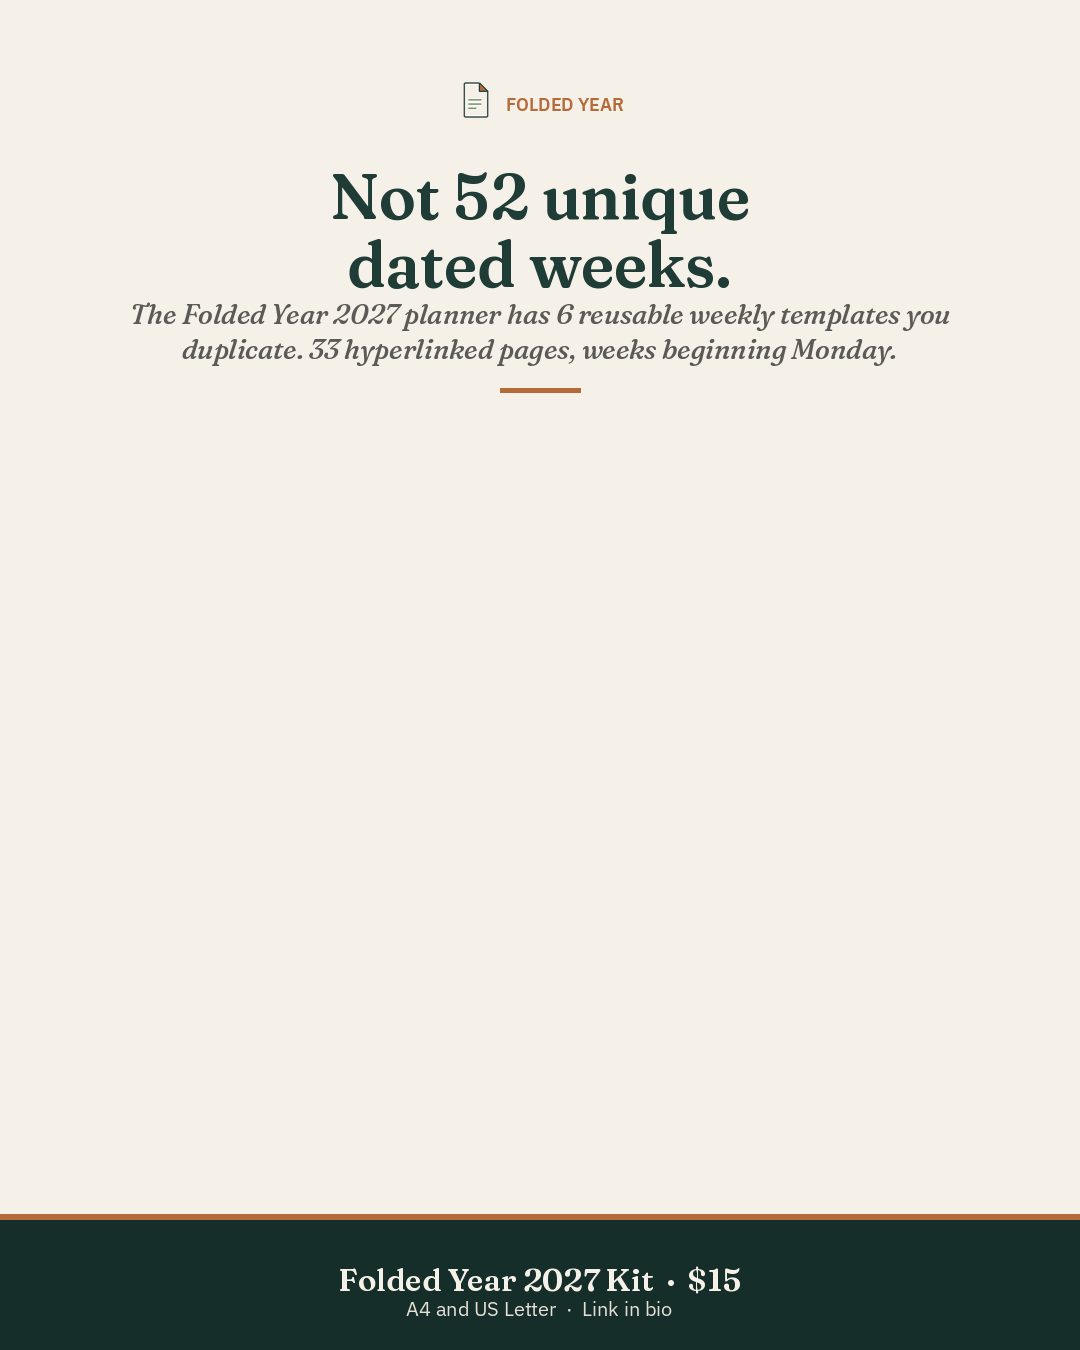 FOLDED YEAR
Not 52 unique
dated weeks.
The Folded Year 2027 planner has 6 reusable weekly templates you
duplicate. 33 hyperlinked pages, weeks beginning Monday.
Folded Year 2027 Kit · $15
A4 and US Letter · Link in bio